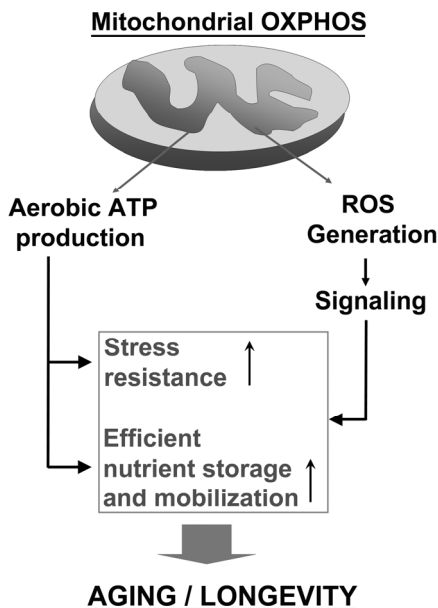 Mitochondrial OXPHOS
Aerobic ATP
production
ROS
Generation
Signaling
Stress
resistance
Efficient
nutrient storage
and mobilization
AGING / LONGEVITY